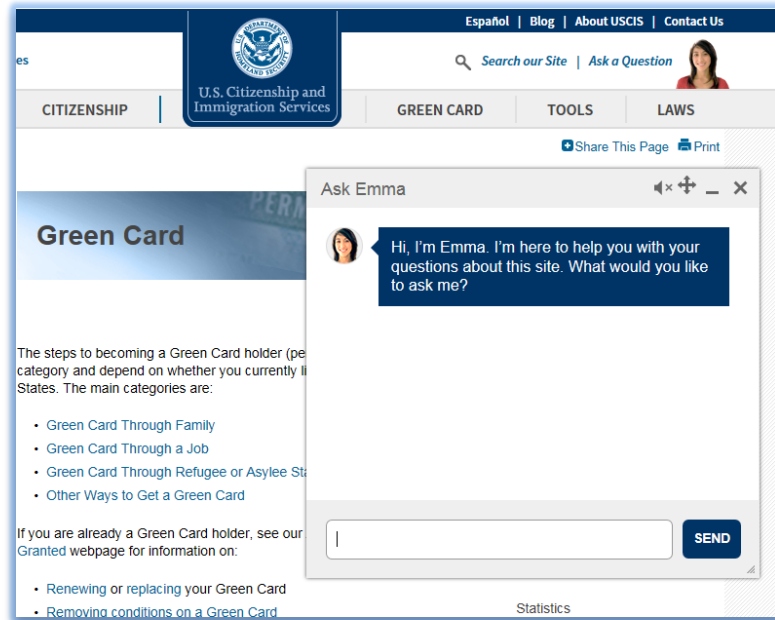 Español | Blog | About USCIS | Contact Us
es
Search our Site | Ask a Question
U.S. DEPARTMENT OF HOMELAND SECURITY
U.S. Citizenship and
Immigration Services
CITIZENSHIP
GREEN CARD
TOOLS
LAWS
Share This Page Print
PERM
Green Card
Ask Emma
Hi, I'm Emma. I'm here to help you with your
questions about this site. What would you like
to ask me?
The steps to becoming a Green Card holder (pe
category and depend on whether you currently li
States. The main categories are:
• Green Card Through Family
• Green Card Through a Job
• Green Card Through Refugee or Asylee Sta
• Other Ways to Get a Green Card
If you are already a Green Card holder, see our
Granted webpage for information on:
• Renewing or replacing your Green Card
• Removing conditions on a Green Card
SEND
Statistics